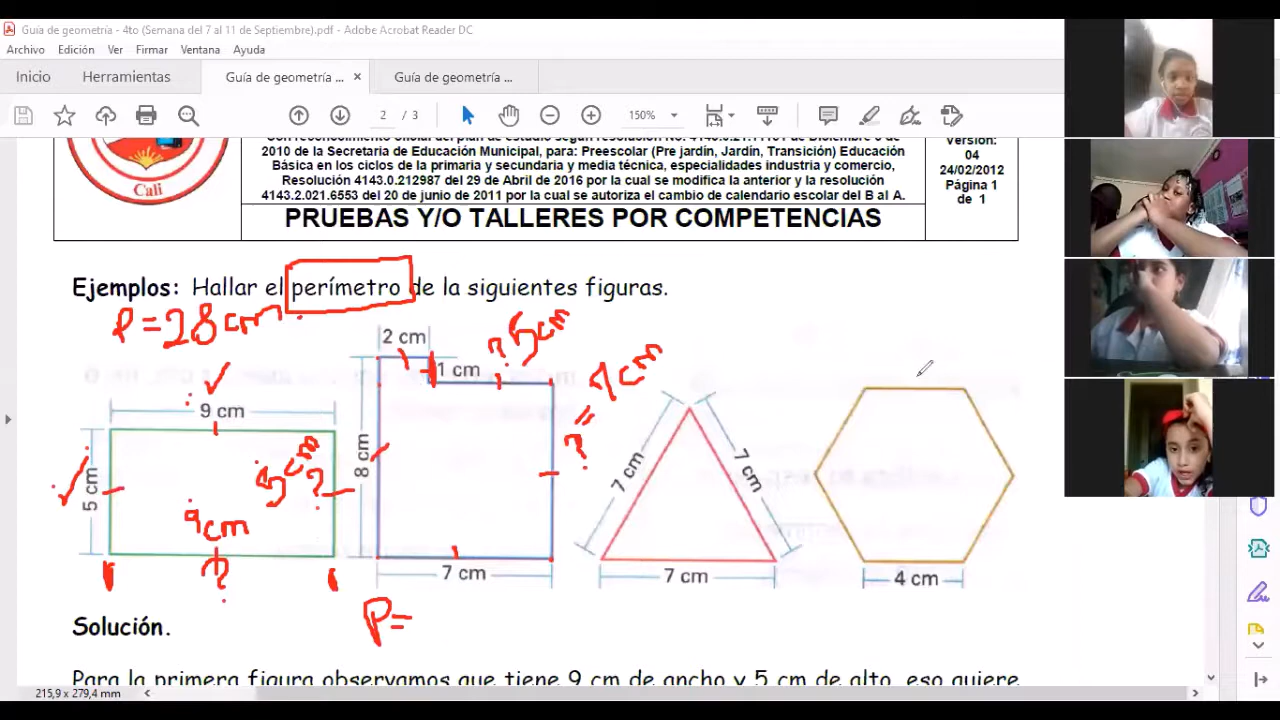 Guía de geometría - 4to (Semana del 7 al 11 de Septiembre).pdf - Adobe Acrobat Reader DC
Archivo Edición Ver Firmar Ventana Ayuda
Inicio Herramientas Guía de geometría ... × Guía de geometría ...
2 / 3 150%
2010 de la Secretaria de Educación Municipal, para: Preescolar (Pre jardín, Jardín, Transición) Educación
Básica en los ciclos de la primaria y secundaria y media técnica, especialidades industria y comercio,
Resolución 4143.0.212987 del 29 de Abril de 2016 por la cual se modifica la anterior y la resolución
4143.2.021.6553 del 20 de junio de 2011 por la cual se autoriza el cambio de calendario escolar del B al A.
PRUEBAS Y/O TALLERES POR COMPETENCIAS
Cali
Versión:
04
24/02/2012
Página 1
de 1
Ejemplos: Hallar el perímetro de la siguientes figuras.
P=28cm.
9 cm
5 cm
5cm
?
9cm
?
2 cm
1 cm
? 5cm
8 cm
? = 7cm
7 cm
P=
7 cm
7 cm
7 cm
4 cm
Solución.
Para la primera figura observamos que tiene 9 cm de ancho y 5 cm de alto, eso quiere
215,9 x 279,4 mm